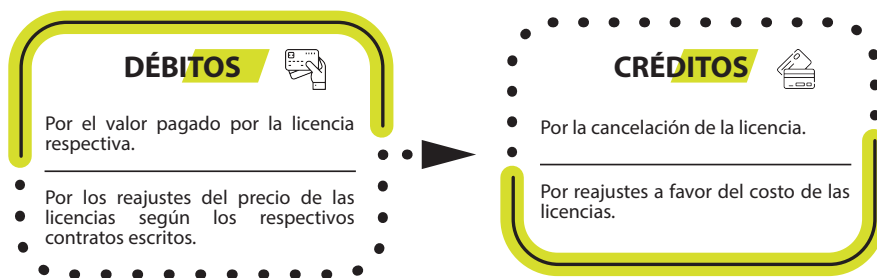 DÉBITOS
Por el valor pagado por la licencia
respectiva.
Por los reajustes del precio de las
licencias según los respectivos
contratos escritos.
CRÉDITOS
Por la cancelación de la licencia.
Por reajustes a favor del costo de las
licencias.